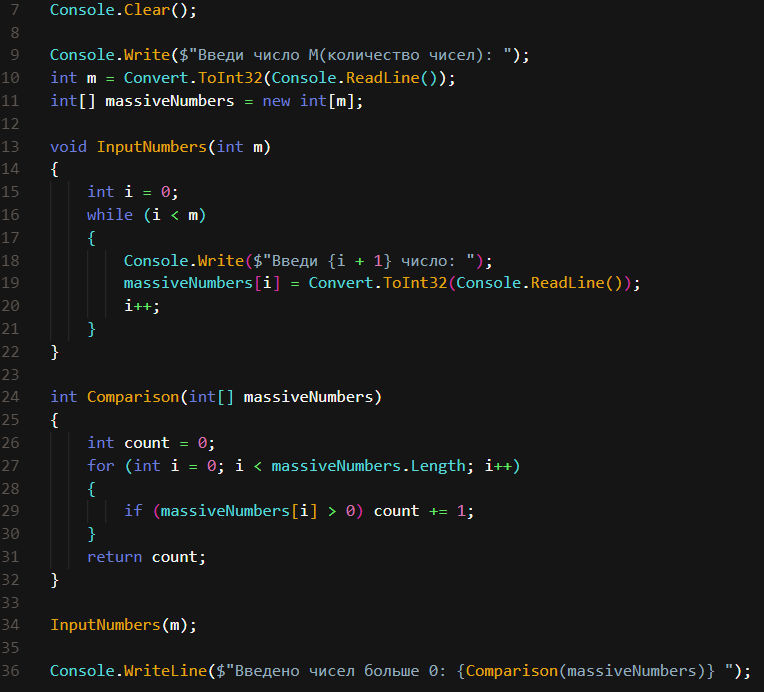 7 Console.Clear();
8
9 Console.Write($"Введи число M(количество чисел): ");
10 int m = Convert.ToInt32(Console.ReadLine());
11 int[] massiveNumbers = new int[m];
12
13 void InputNumbers(int m)
14 {
15 int i = 0;
16 while (i < m)
17 {
18 Console.Write($"Введи {i + 1} число: ");
19 massiveNumbers[i] = Convert.ToInt32(Console.ReadLine());
20 i++;
21 }
22 }
23
24 int Comparison(int[] massiveNumbers)
25 {
26 int count = 0;
27 for (int i = 0; i < massiveNumbers.Length; i++)
28 {
29 if (massiveNumbers[i] > 0) count += 1;
30 }
31 return count;
32 }
33
34 InputNumbers(m);
35
36 Console.WriteLine($"Введено чисел больше 0: {Comparison(massiveNumbers)} ");